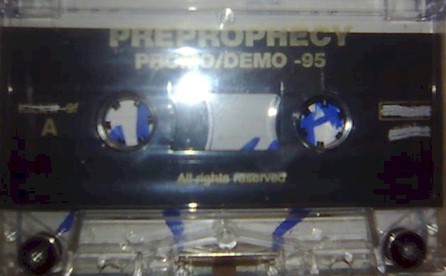 PREPROPHECY
PROMO/DEMO -95
A
All rights reserved